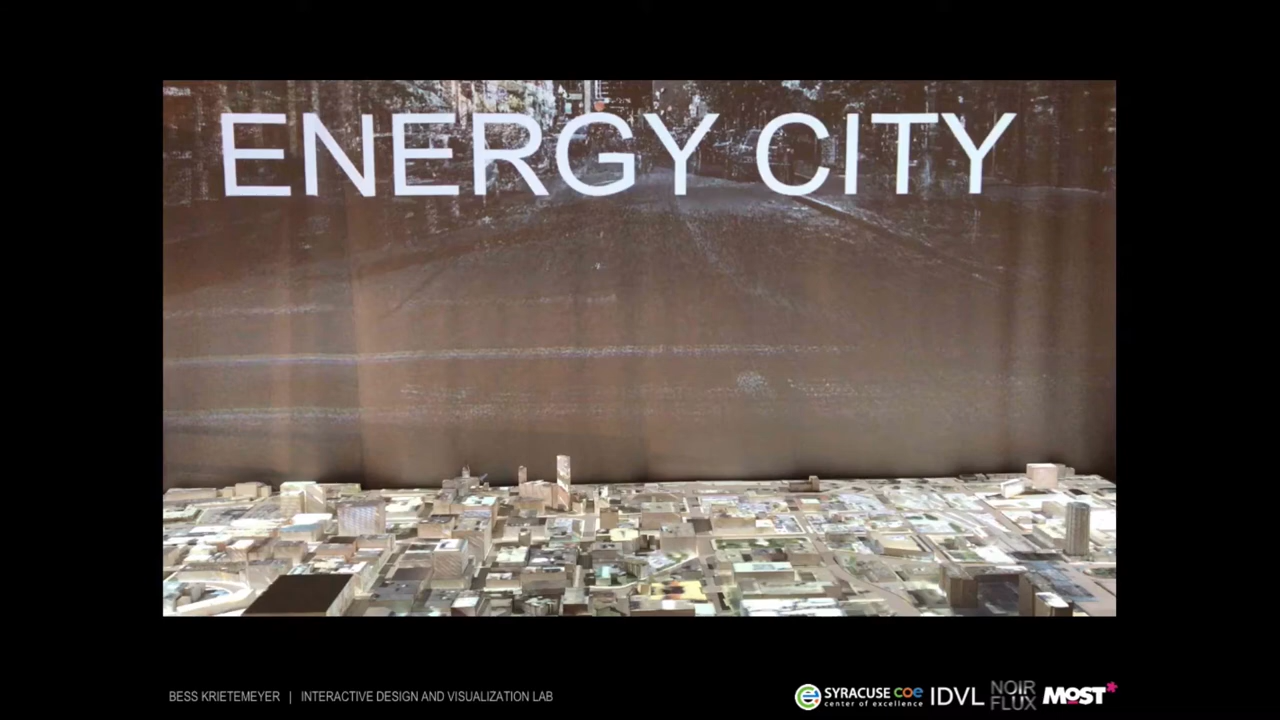 ENERGY CITY
BESS KRIETEMEYER | INTERACTIVE DESIGN AND VISUALIZATION LAB
SYRACUSE COE
center of excellence
IDVL
NOIR
FLUX
MOST*